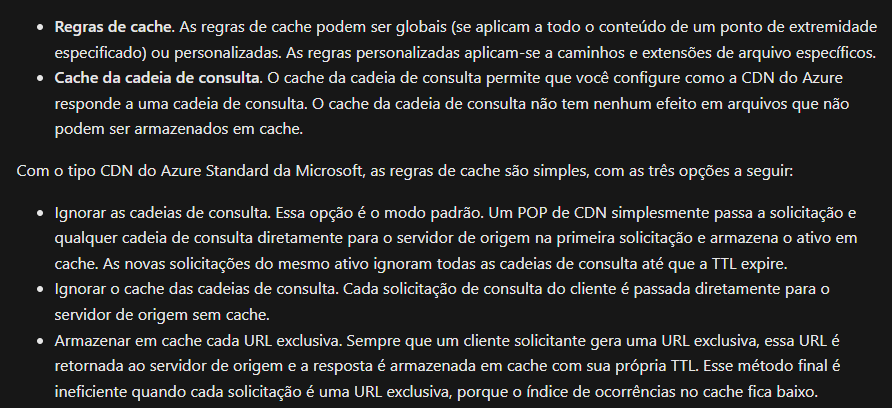 • Regras de cache. As regras de cache podem ser globais (se aplicam a todo o conteúdo de um ponto de extremidade
especificado) ou personalizadas. As regras personalizadas aplicam-se a caminhos e extensões de arquivo específicos.
• Cache da cadeia de consulta. O cache da cadeia de consulta permite que você configure como a CDN do Azure
responde a uma cadeia de consulta. O cache da cadeia de consulta não tem nenhum efeito em arquivos que não
podem ser armazenados em cache.
Com o tipo CDN do Azure Standard da Microsoft, as regras de cache são simples, com as três opções a seguir:
• Ignorar as cadeias de consulta. Essa opção é o modo padrão. Um POP de CDN simplesmente passa a solicitação e
qualquer cadeia de consulta diretamente para o servidor de origem na primeira solicitação e armazena o ativo em
cache. As novas solicitações do mesmo ativo ignoram todas as cadeias de consulta até que a TTL expire.
• Ignorar o cache das cadeias de consulta. Cada solicitação de consulta do cliente é passada diretamente para o
servidor de origem sem cache.
• Armazenar em cache cada URL exclusiva. Sempre que um cliente solicitante gera uma URL exclusiva, essa URL é
retornada ao servidor de origem e a resposta é armazenada em cache com sua própria TTL. Esse método final é
ineficiente quando cada solicitação é uma URL exclusiva, porque o índice de ocorrências no cache fica baixo.